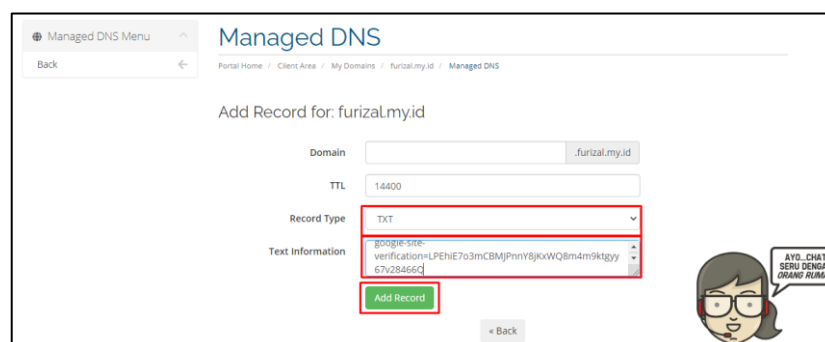 Managed DNS Menu
Back
Managed DNS
Portal Home / Client Area / My Domains / furizal.my.id / Managed DNS
Add Record for: furizal.my.id
Domain
.furizal.my.id
TTL
14400
Record Type
TXT
Text Information
google-site-
verification=LPEhiE7o3mCBMJPnnY8jKxWQ8m4m9ktgyy
67v28466Q
Add Record
« Back
AYO...CHAT
SERU DENGA
ORANG RUMA